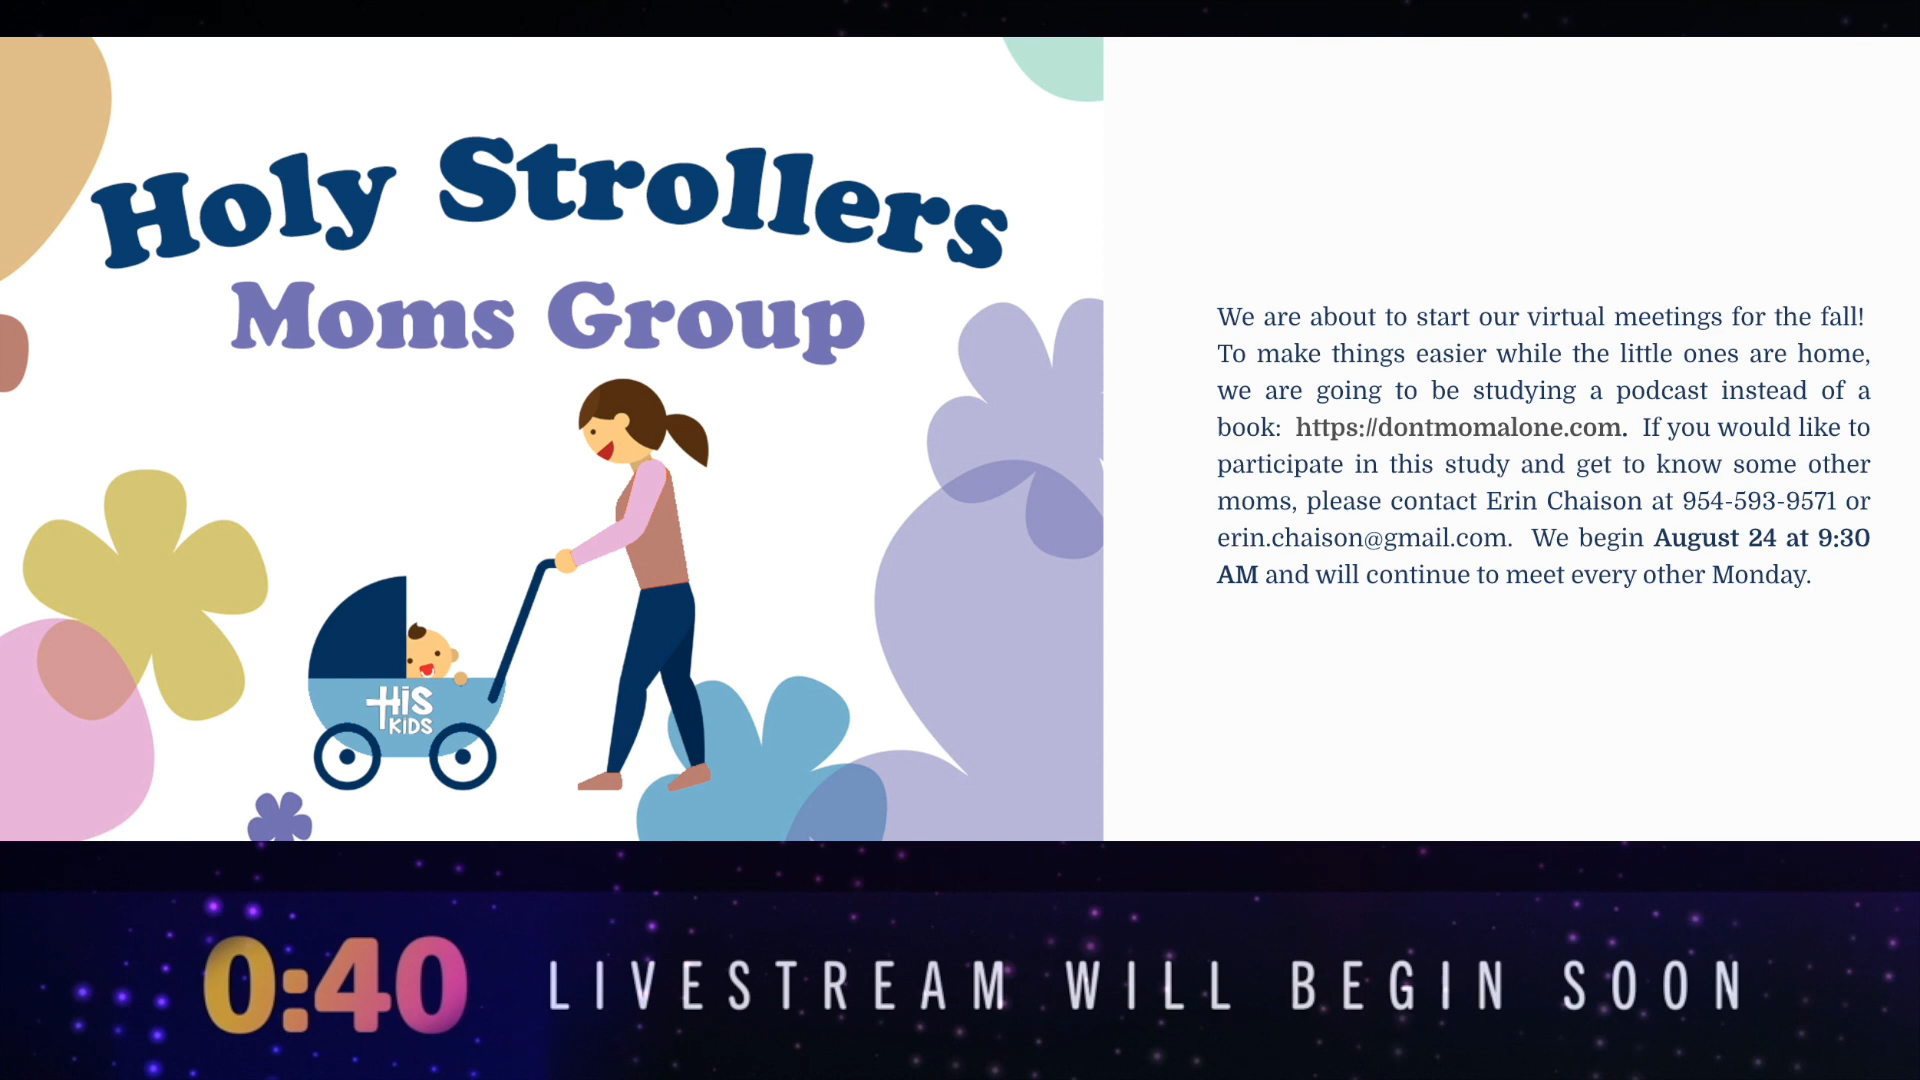 Holy Strollers
Moms Group
HIS
KIDS
We are about to start our virtual meetings for the fall!
To make things easier while the little ones are home,
we are going to be studying a podcast instead of a
book: https://dontmomalone.com. If you would like to
participate in this study and get to know some other
moms, please contact Erin Chaison at 954-593-9571 or
erin.chaison@gmail.com. We begin August 24 at 9:30
AM and will continue to meet every other Monday.
0:40 LIVESTREAM WILL BEGIN SOON